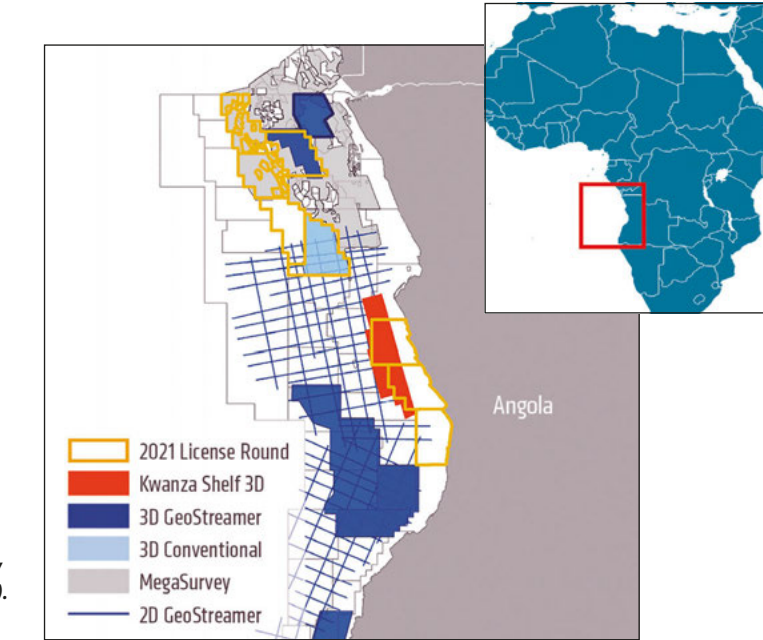 Angola
2021 License Round
Kwanza Shelf 3D
3D GeoStreamer
3D Conventional
MegaSurvey
2D GeoStreamer